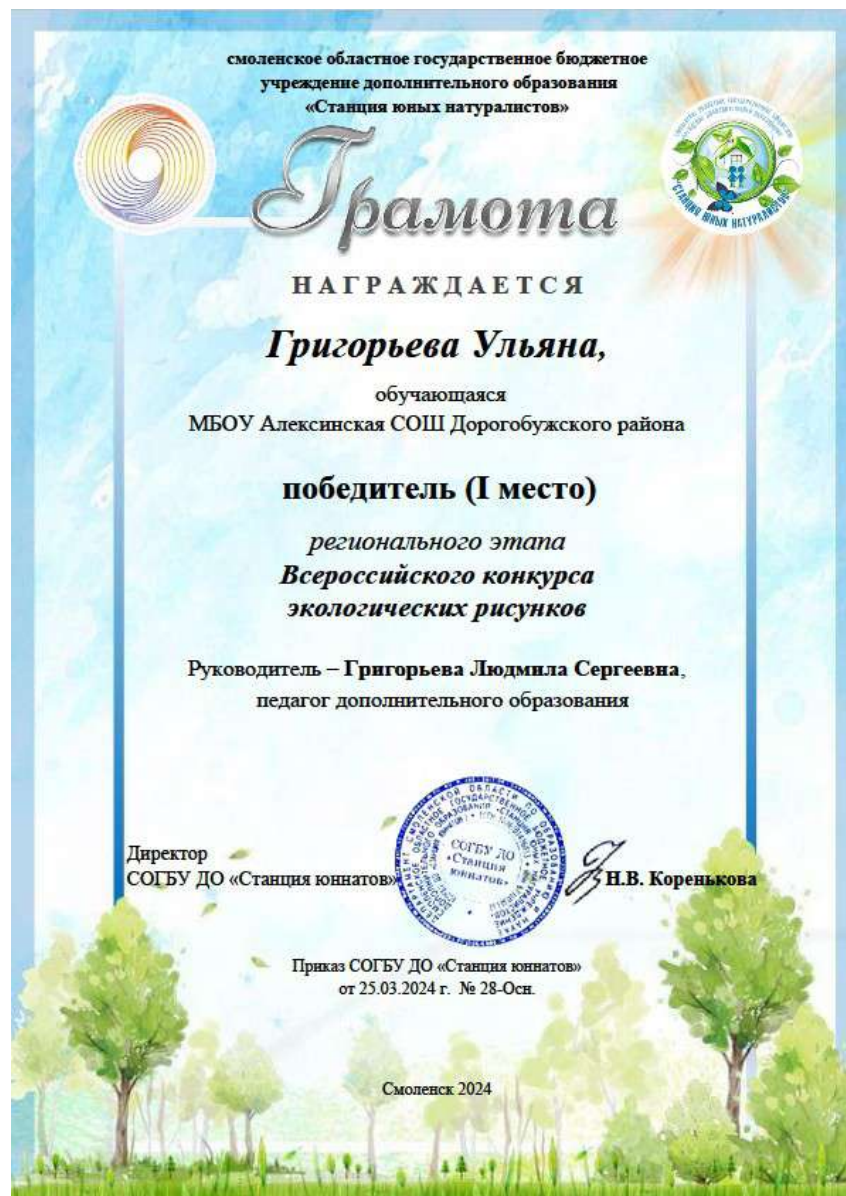 смоленское областное государственное бюджетное
учреждение дополнительного образования
«Станция юных натуралистов»
Грамота
НАГРАЖДАЕТСЯ
Григорьева Ульяна,
обучающаяся
МБОУ Алексинская СОШ Дорогобужского района
победитель (I место)
регионального этапа
Всероссийского конкурса
экологических рисунков
Руководитель – Григорьева Людмила Сергеевна,
педагог дополнительного образования
Директор
СОГБУ ДО «Станция юннатов»
Н.В. Коренькова
СОГБУ ДО
«Станция
юннатов»
Приказ СОГБУ ДО «Станция юннатов»
от 25.03.2024 г. № 28-Осн.
Смоленск 2024
"СТАНЦИЯ ЮНЫХ НАТУРАЛИСТОВ"